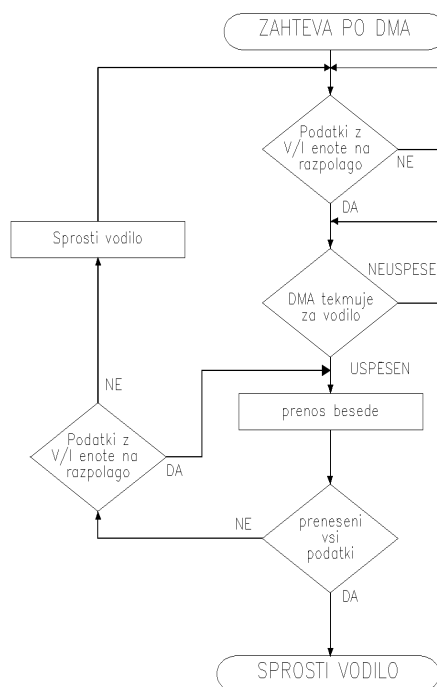 ZAHTEVA PO DMA
Podatki z
V/I enote na
razpolago
NE
DA
Sprosti vodilo
NEUSPESE
DMA tekmuje
za vodilo
USPESEN
NE
prenos besede
Podatki z
V/I enote na
razpolago
DA
NE
preneseni
vsi
podatki
DA
SPROSTI VODILO